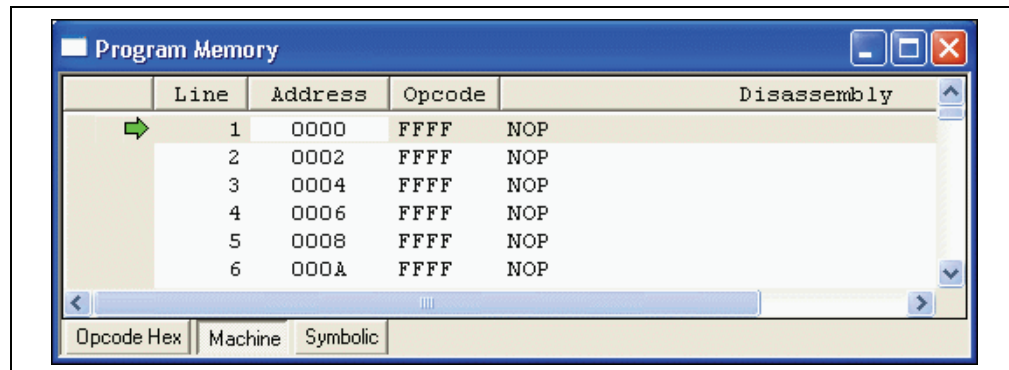 Program Memory
Line Address Opcode Disassembly
1 0000 FFFF NOP
2 0002 FFFF NOP
3 0004 FFFF NOP
4 0006 FFFF NOP
5 0008 FFFF NOP
6 000A FFFF NOP
Opcode Hex Machine Symbolic